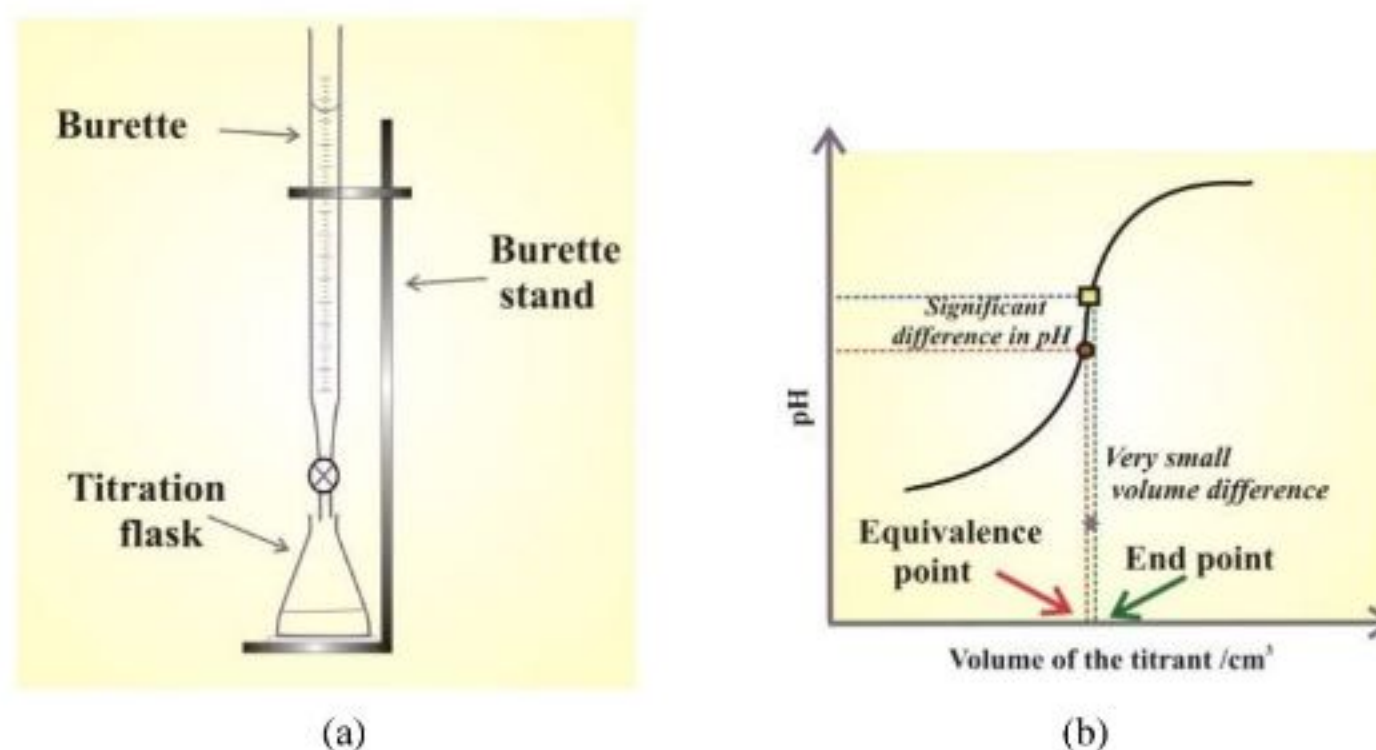 Burette
Burette
stand
Titration
flask
(a)
Significant
difference in pH
pH
Very small
volume difference
Equivalence
point
End point
Volume of the titrant /cm³
(b)